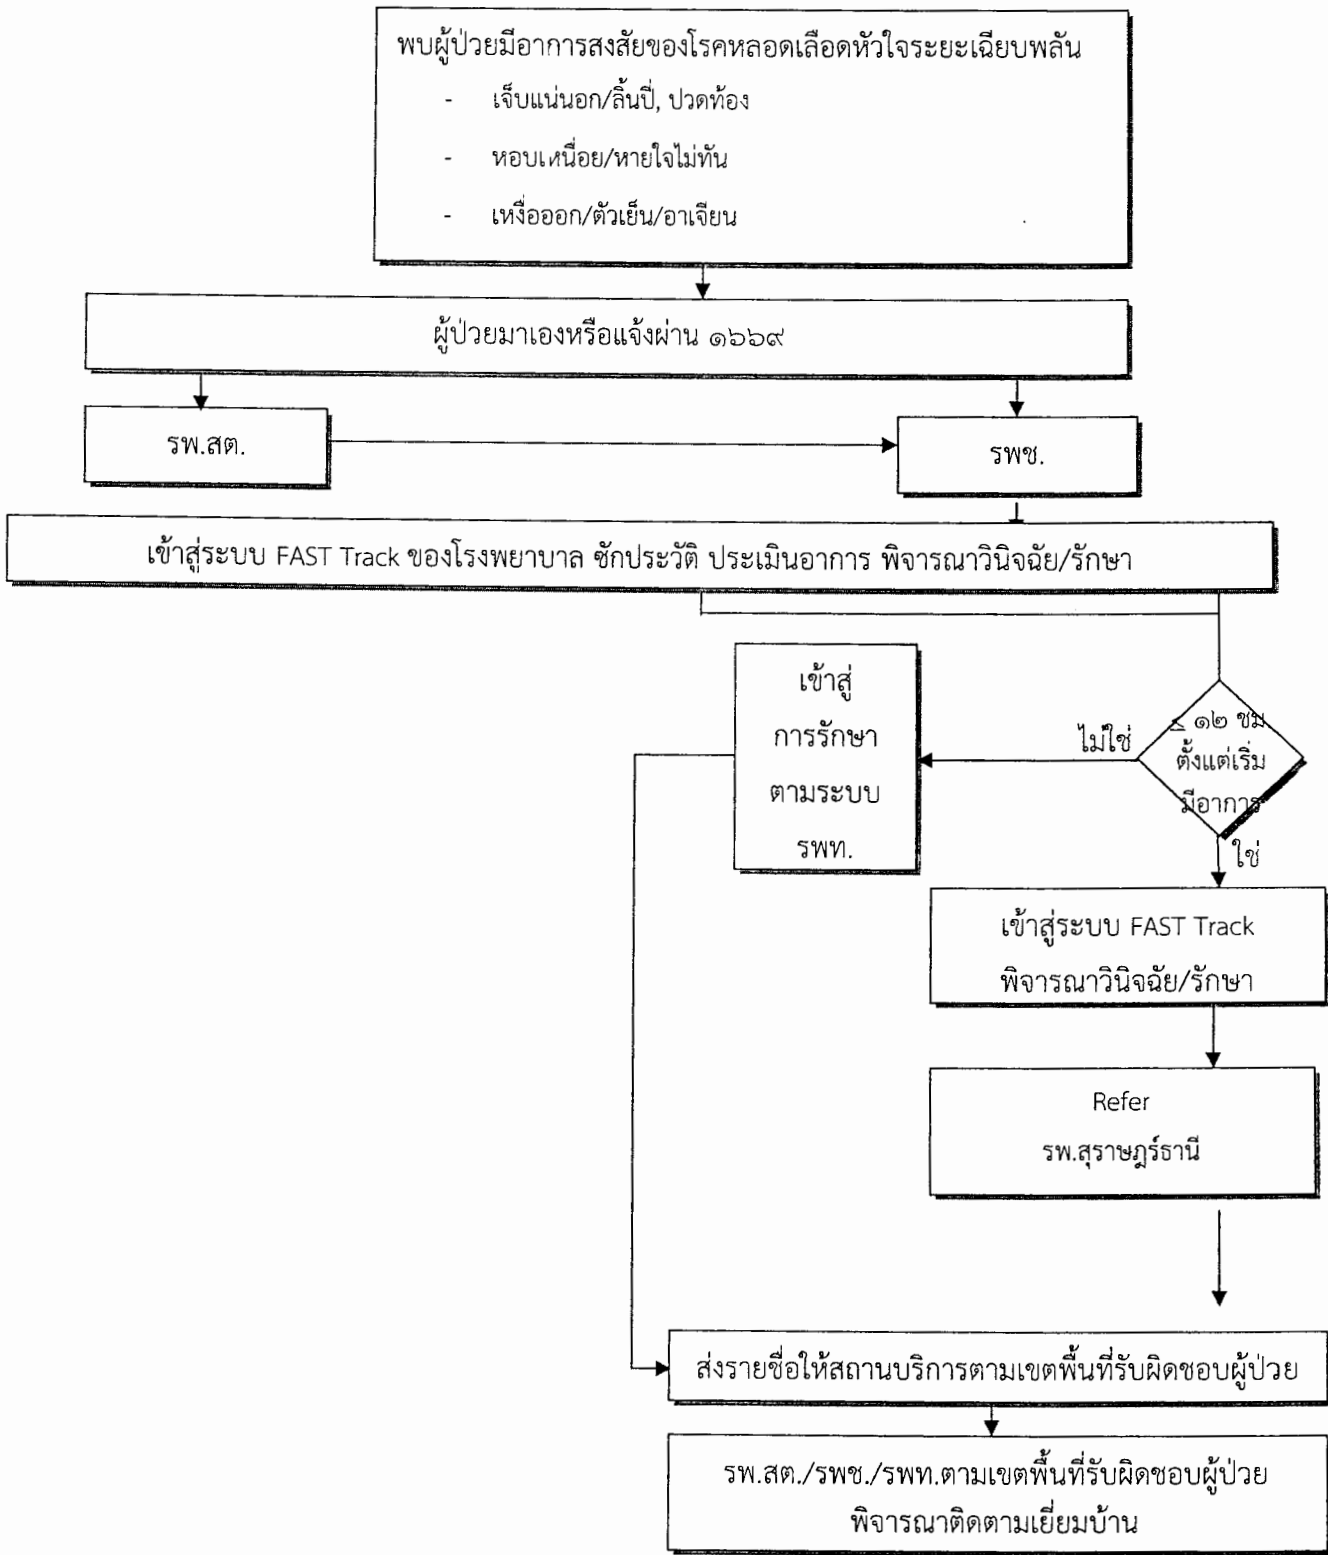 พบผู้ป่วยมีอาการสงสัยของโรคหลอดเลือดหัวใจระยะเฉียบพลัน
- เจ็บแน่นอก/ลิ้นปี่, ปวดท้อง
- หอบเหนื่อย/หายใจไม่ทัน
- เหงื่อออก/ตัวเย็น/อาเจียน
ผู้ป่วยมาเองหรือแจ้งผ่าน ๑๖๖๙
รพ.สต.
รพช.
เข้าสู่ระบบ FAST Track ของโรงพยาบาล ซักประวัติ ประเมินอาการ พิจารณาวินิจฉัย/รักษา
เข้าสู่
การรักษา
ตามระบบ
รพท.
ไม่ใช่
≤ ๑๒ ชม
ตั้งแต่เริ่ม
มีอาการ
ใช่
เข้าสู่ระบบ FAST Track
พิจารณาวินิจฉัย/รักษา
Refer
รพ.สุราษฎร์ธานี
ส่งรายชื่อให้สถานบริการตามเขตพื้นที่รับผิดชอบผู้ป่วย
รพ.สต./รพช./รพท.ตามเขตพื้นที่รับผิดชอบผู้ป่วย
พิจารณาติดตามเยี่ยมบ้าน